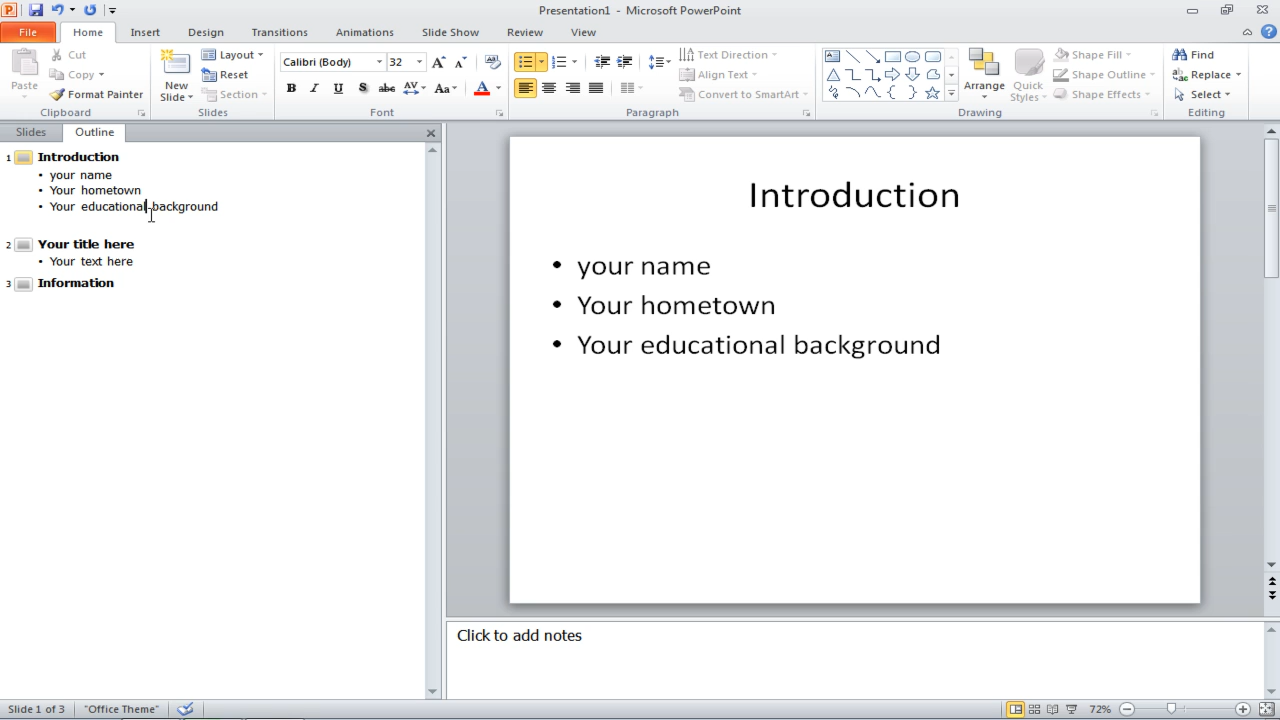 Presentation1 - Microsoft PowerPoint
File Home Insert Design Transitions Animations Slide Show Review View
Paste
Cut
Copy
Format Painter
Clipboard
New Slide
Layout
Reset
Section
Slides
Calibri (Body) 32
B I U S abc AV Aa A
Font
Text Direction
Align Text
Convert to SmartArt
Paragraph
Arrange
Quick Styles
Shape Fill
Shape Outline
Shape Effects
Drawing
Find
Replace
Select
Editing
Slides Outline
1 Introduction
• your name
• Your hometown
• Your educational background
2 Your title here
• Your text here
3 Information
Introduction
• your name
• Your hometown
• Your educational background
Click to add notes
Slide 1 of 3 "Office Theme" 72%